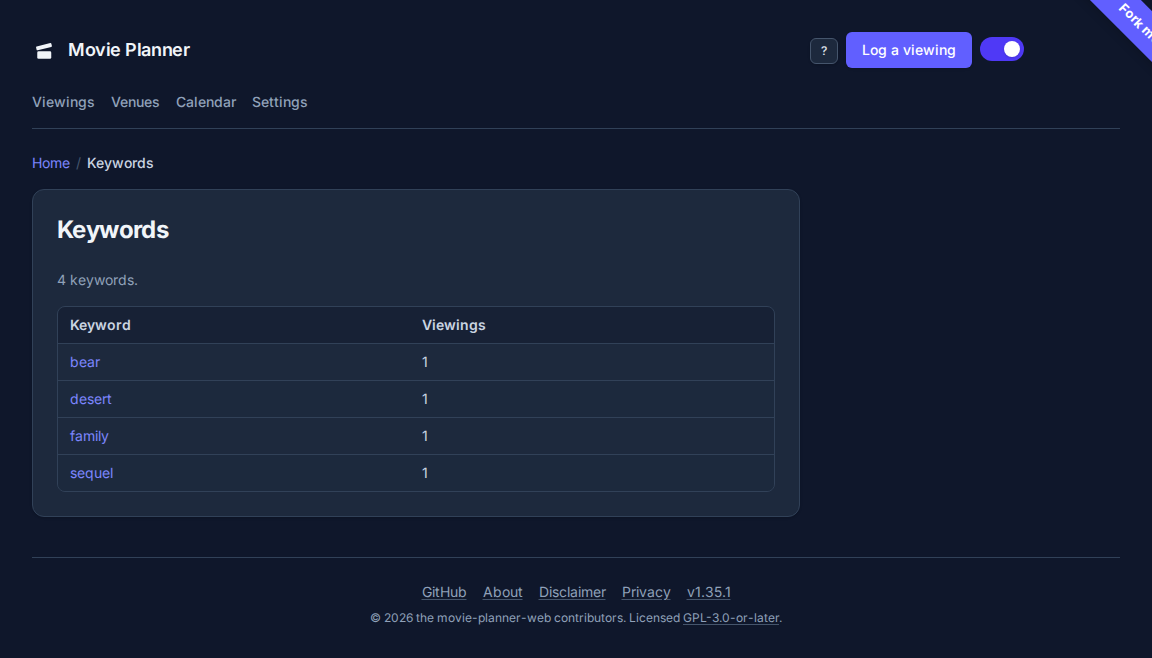 Fork m
Movie Planner
? Log a viewing
Viewings Venues Calendar Settings
Home / Keywords
Keywords
4 keywords.
Keyword Viewings
bear 1
desert 1
family 1
sequel 1
GitHub About Disclaimer Privacy v1.35.1
© 2026 the movie-planner-web contributors. Licensed GPL-3.0-or-later.